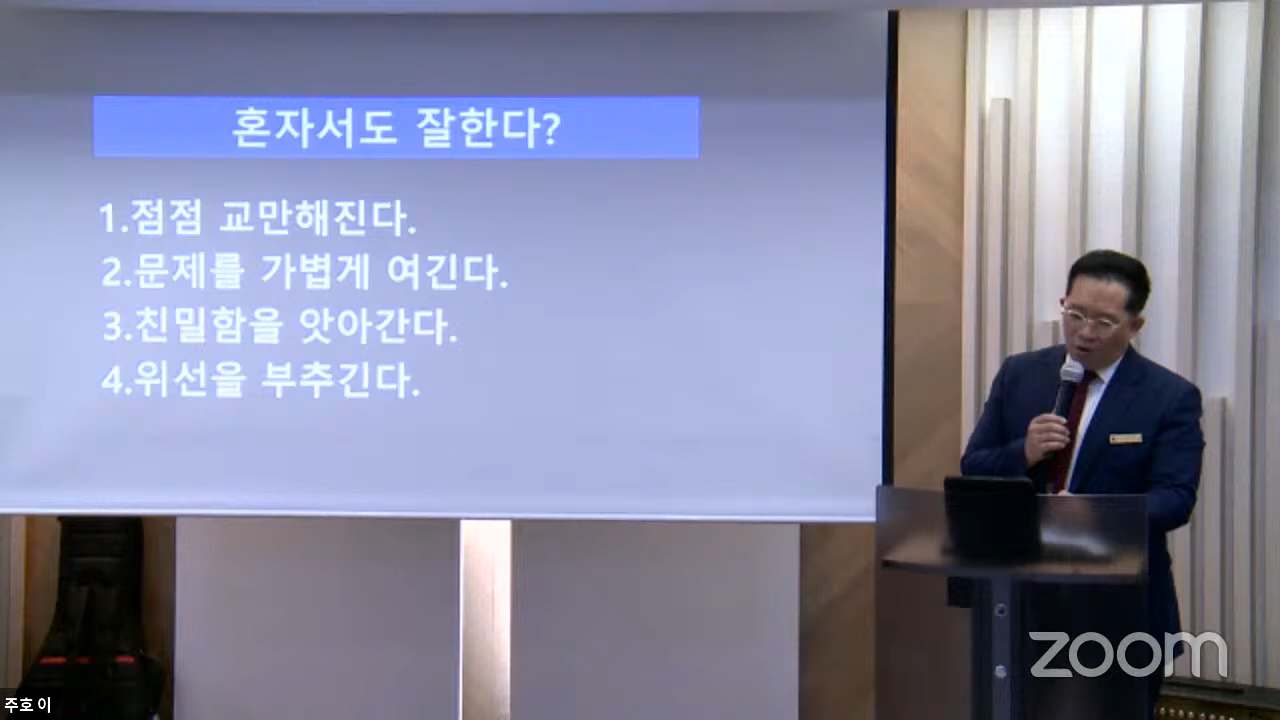 혼자서도 잘한다?
1.점점 교만해진다.
2.문제를 가볍게 여긴다.
3.친밀함을 앗아간다.
4.위선을 부추긴다.
zoom
주호 이